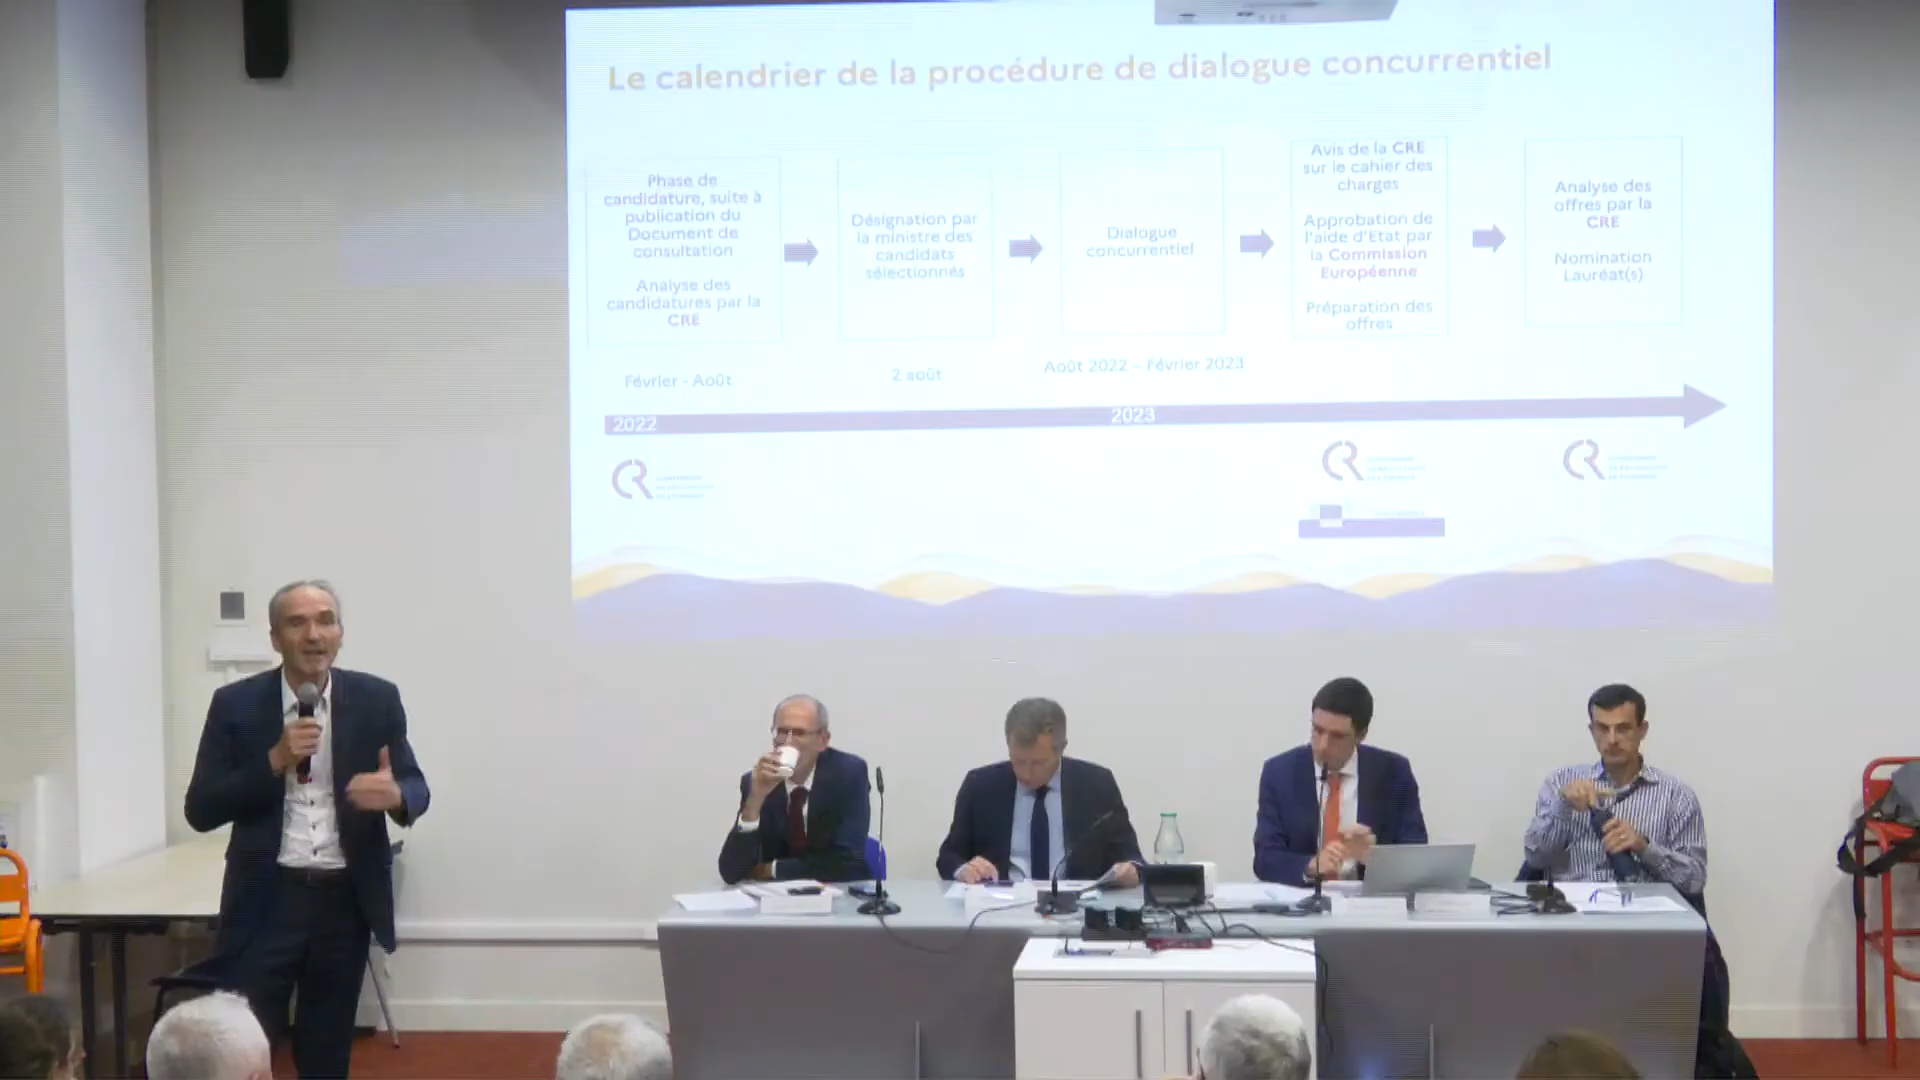 Le calendrier de la procédure de dialogue concurrentiel
Phase de
candidature, suite à
publication du
Document de
consultation
Analyse des
candidatures par la
CRE
Désignation par
la ministre des
candidats
sélectionnés
Dialogue
concurrentiel
Avis de la CRE
sur le cahier des
charges
Approbation de
l'aide d'Etat par
la Commission
Européenne
Préparation des
offres
Analyse des
offres par la
CRE
Nomination
Lauréat(s)
Février - Août
2 août
Août 2022 – Février 2023
2022
2023
CR
CR
CR